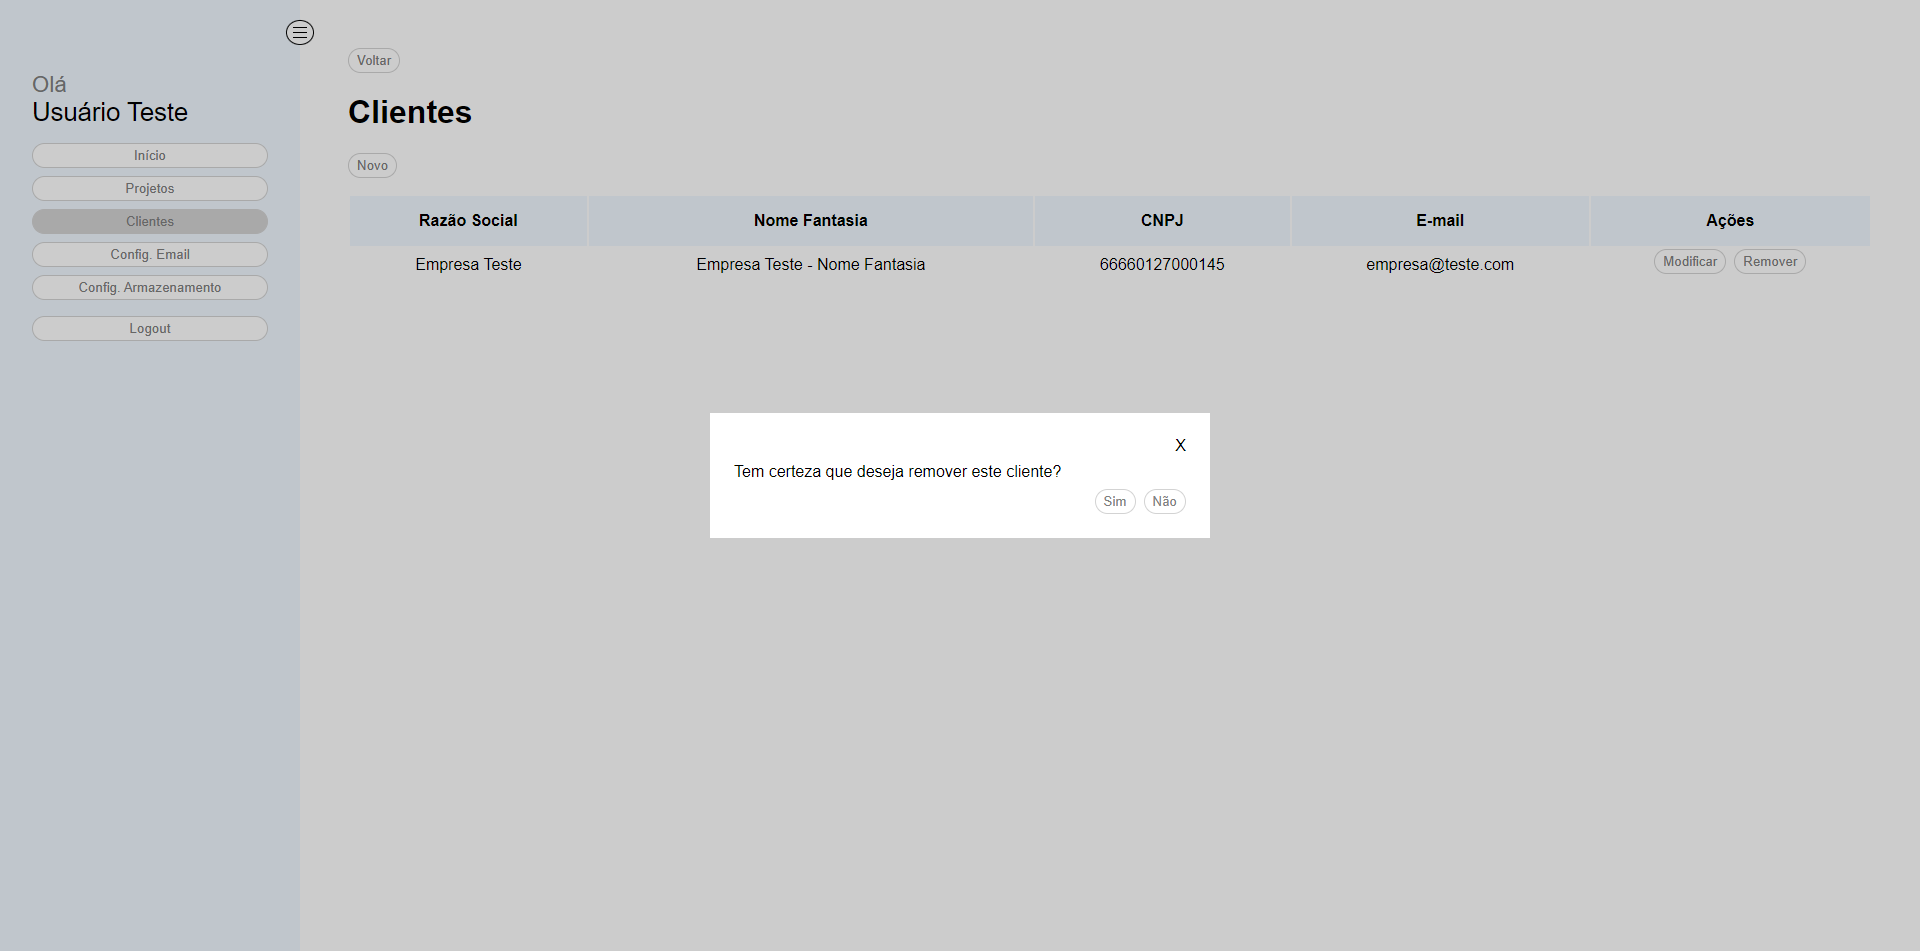 Olá
Usuário Teste
Início
Projetos
Clientes
Config. Email
Config. Armazenamento
Logout
Voltar
Clientes
Novo
Razão Social Nome Fantasia CNPJ E-mail Ações
Empresa Teste Empresa Teste - Nome Fantasia 66660127000145 empresa@teste.com Modificar Remover
X
Tem certeza que deseja remover este cliente?
Sim Não